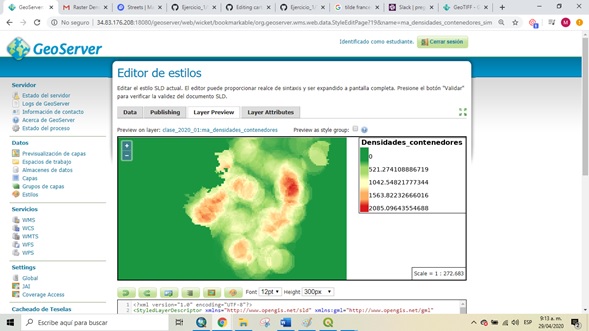 GeoServer
Raster De
Streets | M
Ejercicio_1
Editing car
Ejercicio_1
tilde franc
Slack | p
GeoTIFF -
No seguro | 34.83.176.208:18080/geoserver/web/wicket/bookmarkable/org.geoserver.wms.web.data.StyleEditPage?19&name=ma_densidades_contenedores_sim
GeoServer
Identificado como estudiante.
Cerrar sesión
Servidor
Estado del servidor
Logs de GeoServer
Información de contacto
Acerca de GeoServer
Estado del proceso
Datos
Previsualización de capas
Espacios de trabajo
Almacenes de datos
Capas
Grupos de capas
Estilos
Servicios
WMS
WCS
WMTS
WFS
WPS
Settings
Global
JAI
Coverage Access
Cacheado de Teselas
Editor de estilos
Editar el estilo SLD actual. El editor puede proporcionar realce de sintaxis y ser expandido a pantalla completa. Presione el botón "Validar"
para verificar la validez del documento SLD.
Data
Publishing
Layer Preview
Layer Attributes
Preview on layer: clase_2020_01:ma_densidades_contenedores
Preview as style group:
+
−
Densidades_contenedores
0
521.274108886719
1042.54821777344
1563.82232666016
2085.09643554688
Scale = 1 : 272.683
Font 12pt
Height 300px
1 <?xml version="1.0" encoding="UTF-8"?>
2 <StyledLayerDescriptor xmlns="http://www.opengis.net/sld" xmlns:gml="http://www.opengis.net/gml"
Escribe aquí para buscar
ESP
9:13 a. m.
29/04/2020